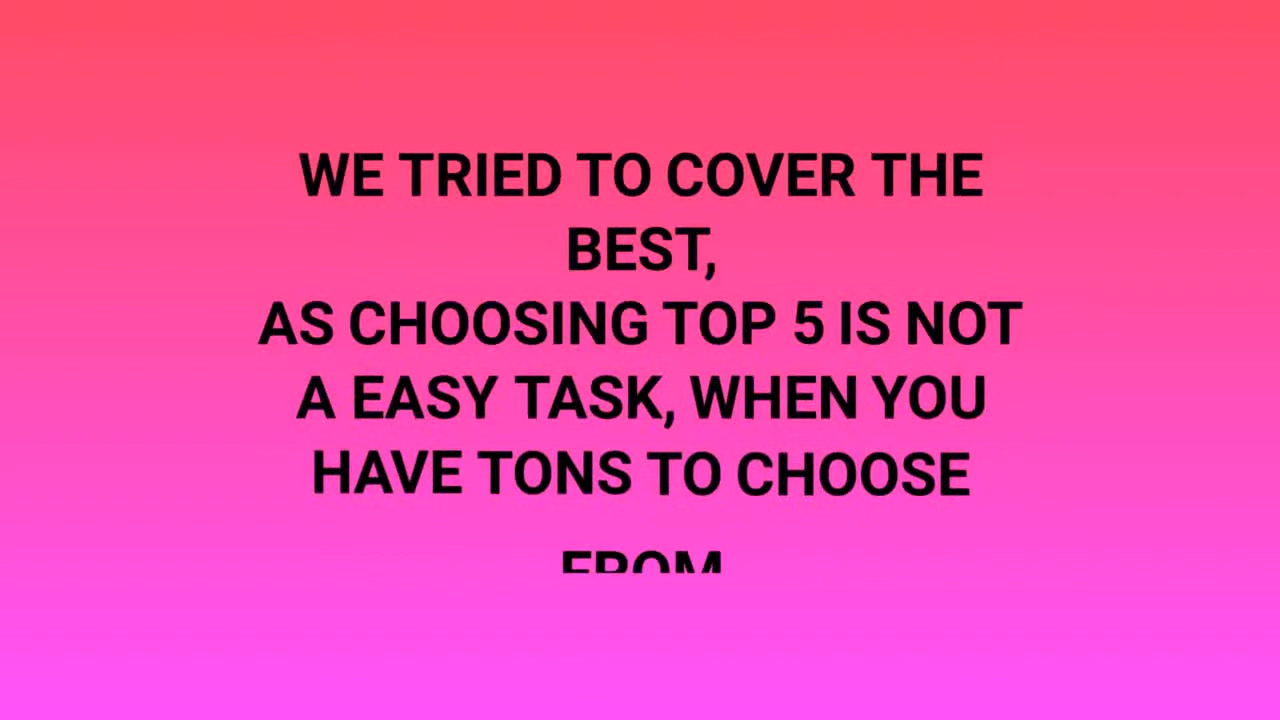 WE TRIED TO COVER THE
BEST,
AS CHOOSING TOP 5 IS NOT
A EASY TASK, WHEN YOU
HAVE TONS TO CHOOSE
FROM